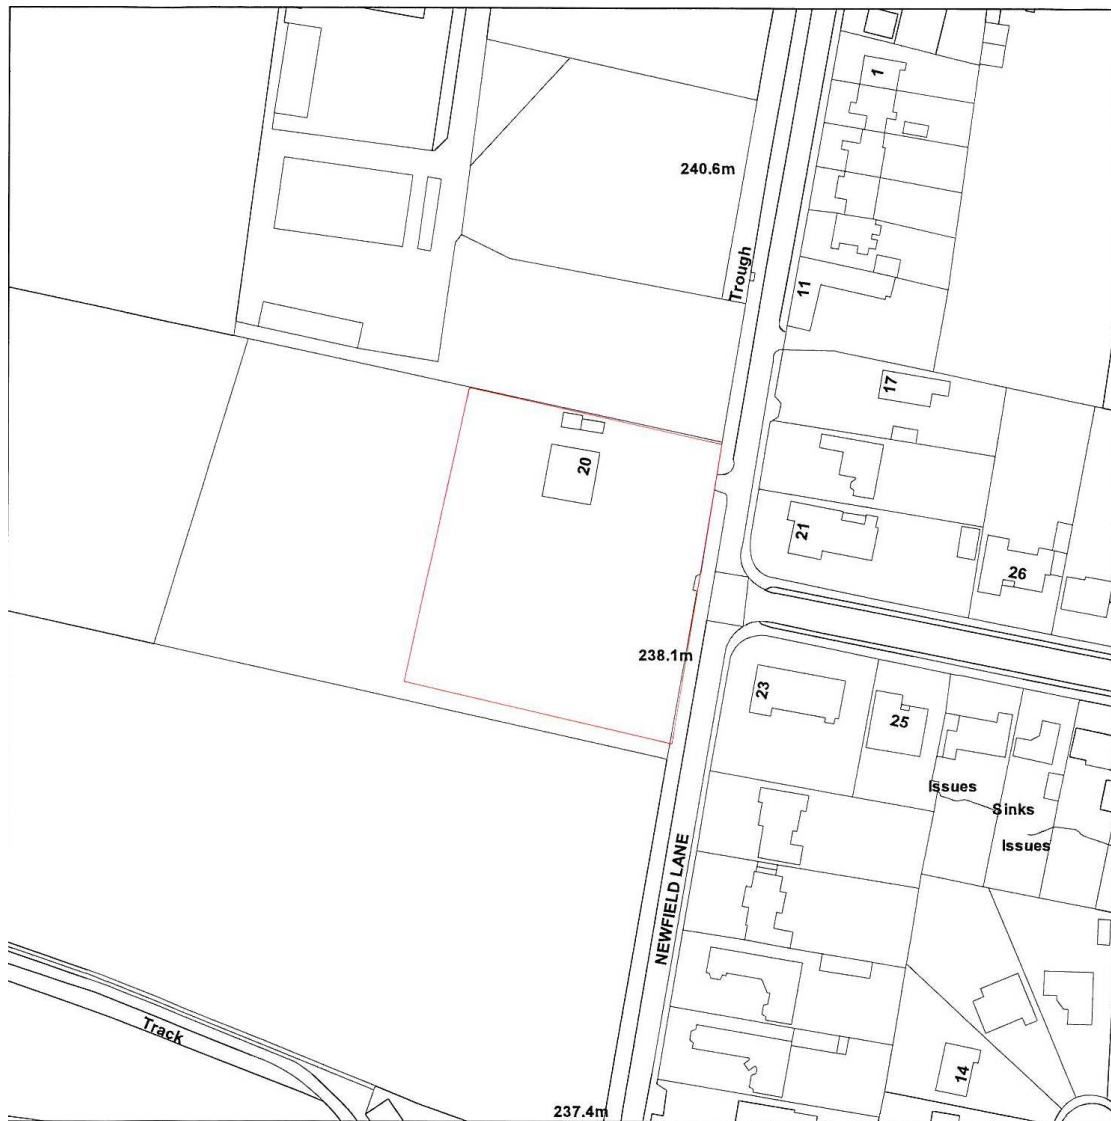 1
240.6m
Trough
11
17
20
21
26
238.1m
23
25
Issues
Sinks
Issues
NEWFIELD LANE
Track
14
237.4m